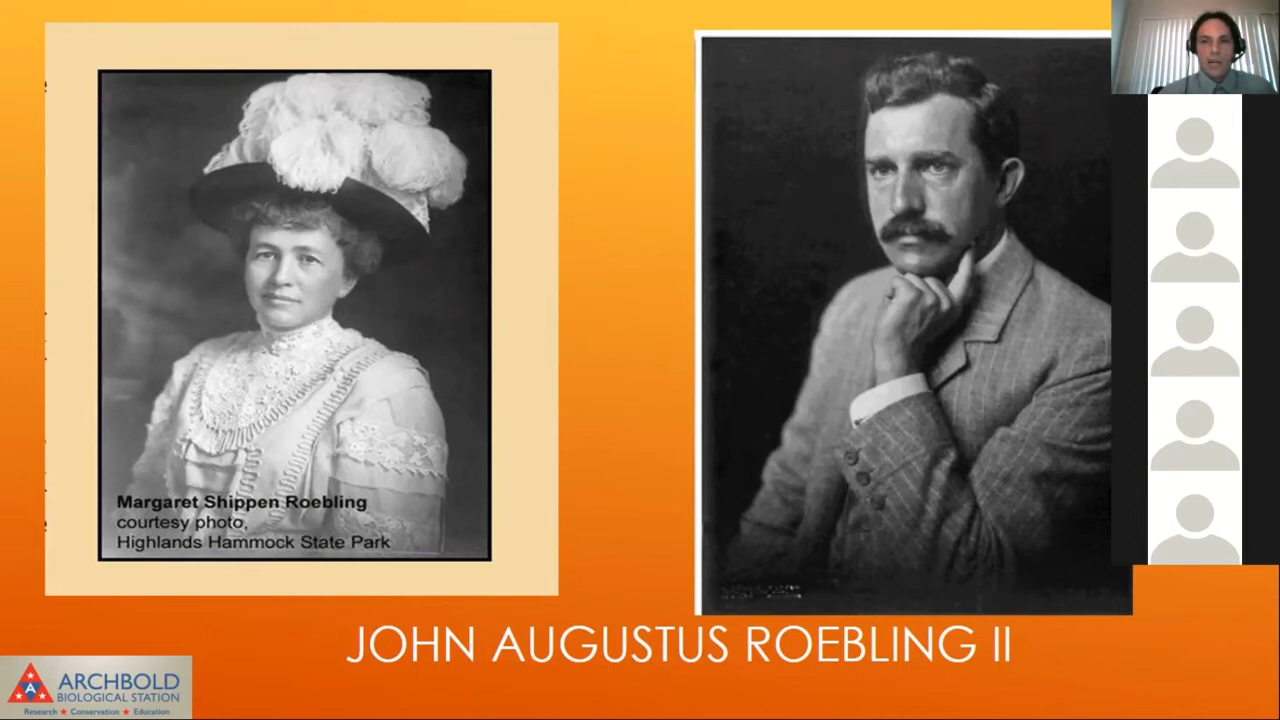 Margaret Shippen Roebling
courtesy photo,
Highlands Hammock State Park
JOHN AUGUSTUS ROEBLING II
A
ARCHBOLD
BIOLOGICAL STATION
Research ★ Conservation ★ Education